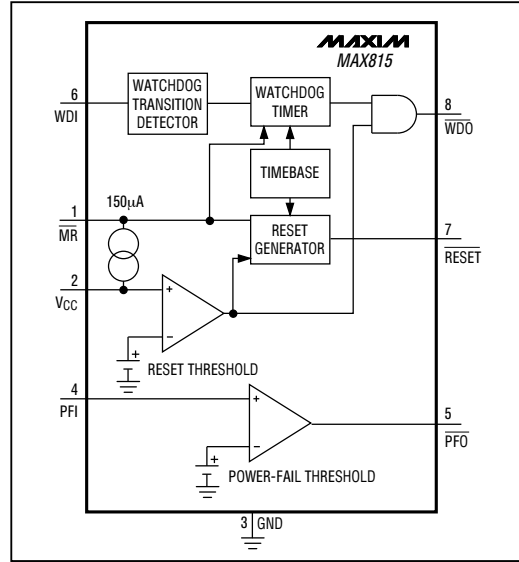 MAXIM
MAX815
6
WDI
WATCHDOG
TRANSITION
DETECTOR
WATCHDOG
TIMER
8
WDO
TIMEBASE
1
MR
150µA
RESET
GENERATOR
7
RESET
2
VCC
+
−
+
RESET THRESHOLD
4
PFI
+
−
5
PFO
+
POWER-FAIL THRESHOLD
3 GND